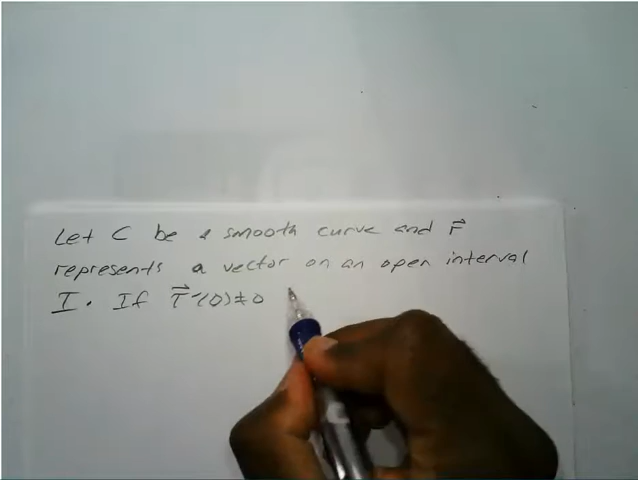 Let C be a smooth curve and r⃗
represents a vector on an open interval
I. If T⃗'(0)≠0